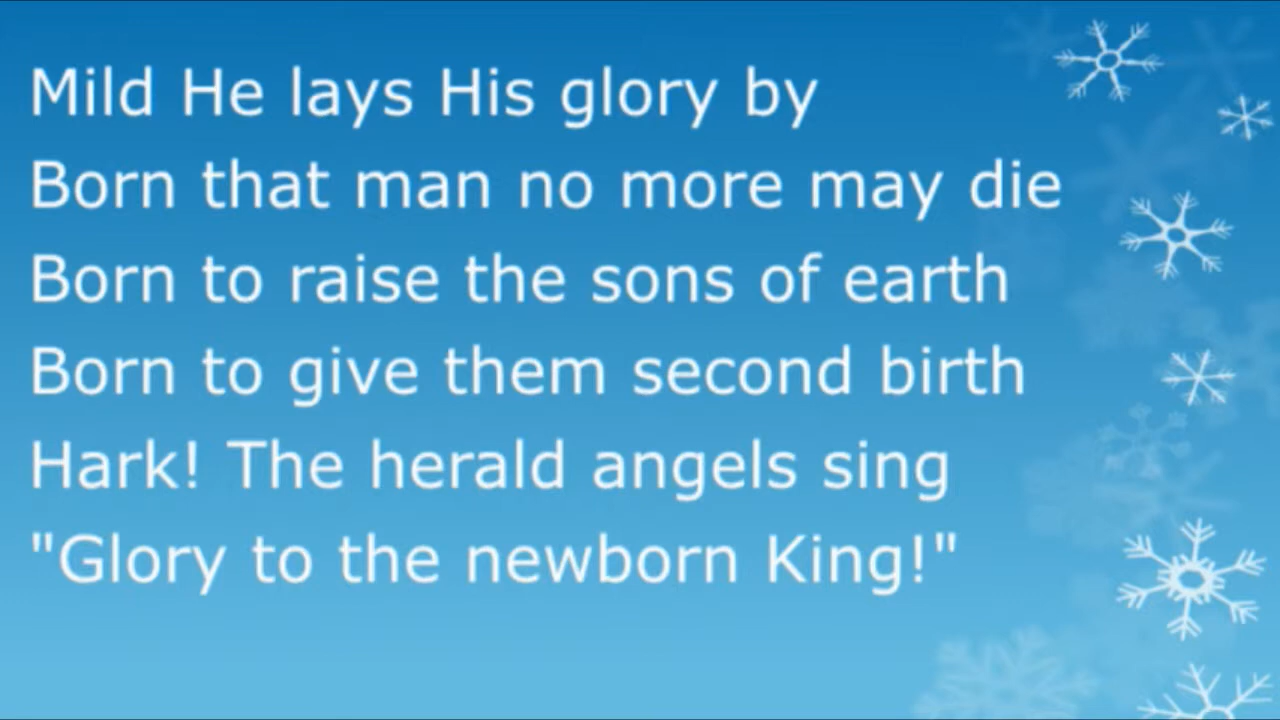 Mild He lays His glory by
Born that man no more may die
Born to raise the sons of earth
Born to give them second birth
Hark! The herald angels sing
"Glory to the newborn King!"